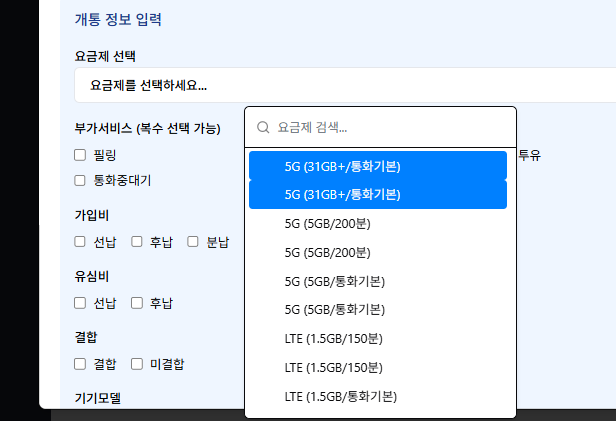 개통 정보 입력
요금제 선택
요금제를 선택하세요...
요금제 검색...
부가서비스 (복수 선택 가능)
필링
투유
통화중대기
5G (31GB+/통화기본)
5G (31GB+/통화기본)
5G (5GB/200분)
5G (5GB/200분)
5G (5GB/통화기본)
5G (5GB/통화기본)
LTE (1.5GB/150분)
LTE (1.5GB/150분)
LTE (1.5GB/통화기본)
가입비
선납 후납 분납
유심비
선납 후납
결합
결합 미결합
기기모델